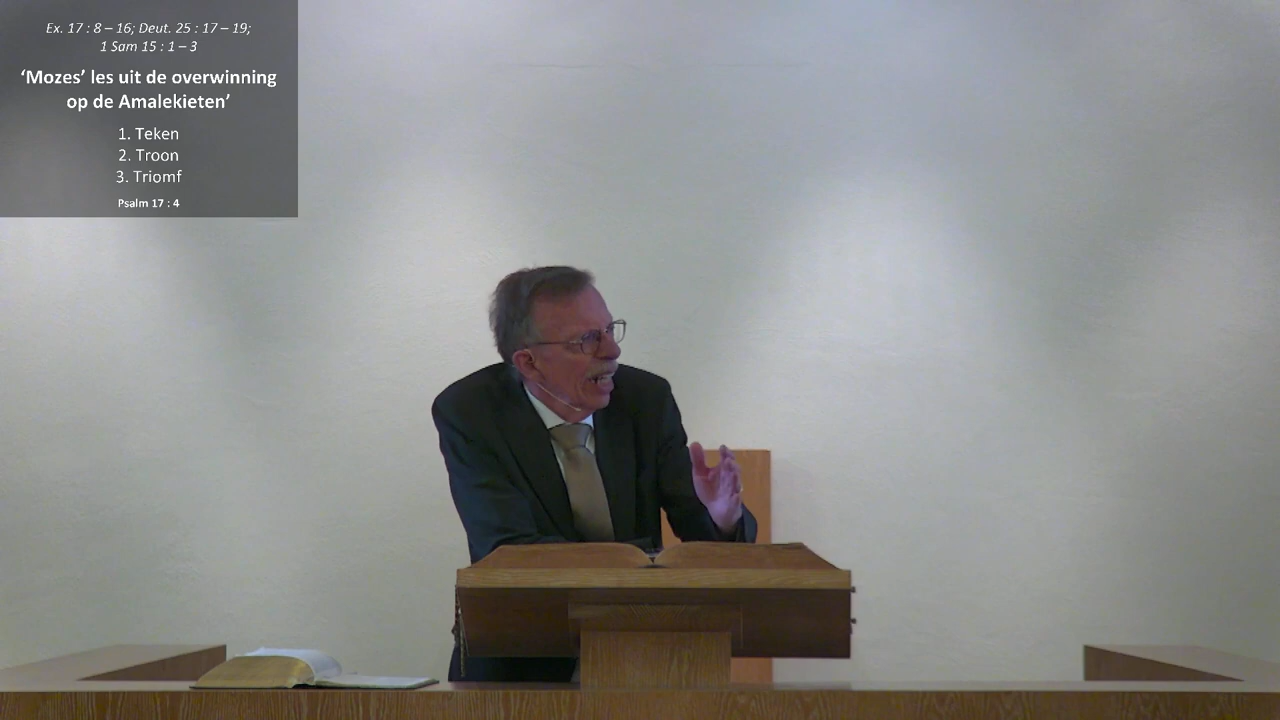 Ex. 17 : 8 – 16; Deut. 25 : 17 – 19;
1 Sam 15 : 1 – 3
‘Mozes’ les uit de overwinning
op de Amalekieten’
1. Teken
2. Troon
3. Triomf
Psalm 17 : 4